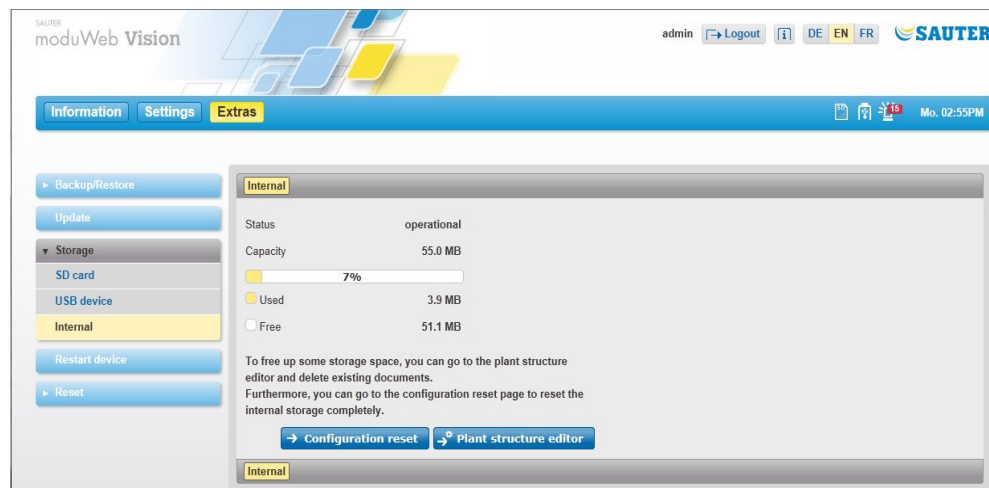 SAUTER
moduWeb Vision
admin Logout i DE EN FR SAUTER
Information Settings Extras 15 Mo. 02:55PM
Backup/Restore
Internal
Update
Status operational
Storage
Capacity 55.0 MB
SD card
7%
USB device
Used 3.9 MB
Internal
Free 51.1 MB
Restart device
To free up some storage space, you can go to the plant structure
editor and delete existing documents.
Reset
Furthermore, you can go to the configuration reset page to reset the
internal storage completely.
Configuration reset Plant structure editor
Internal